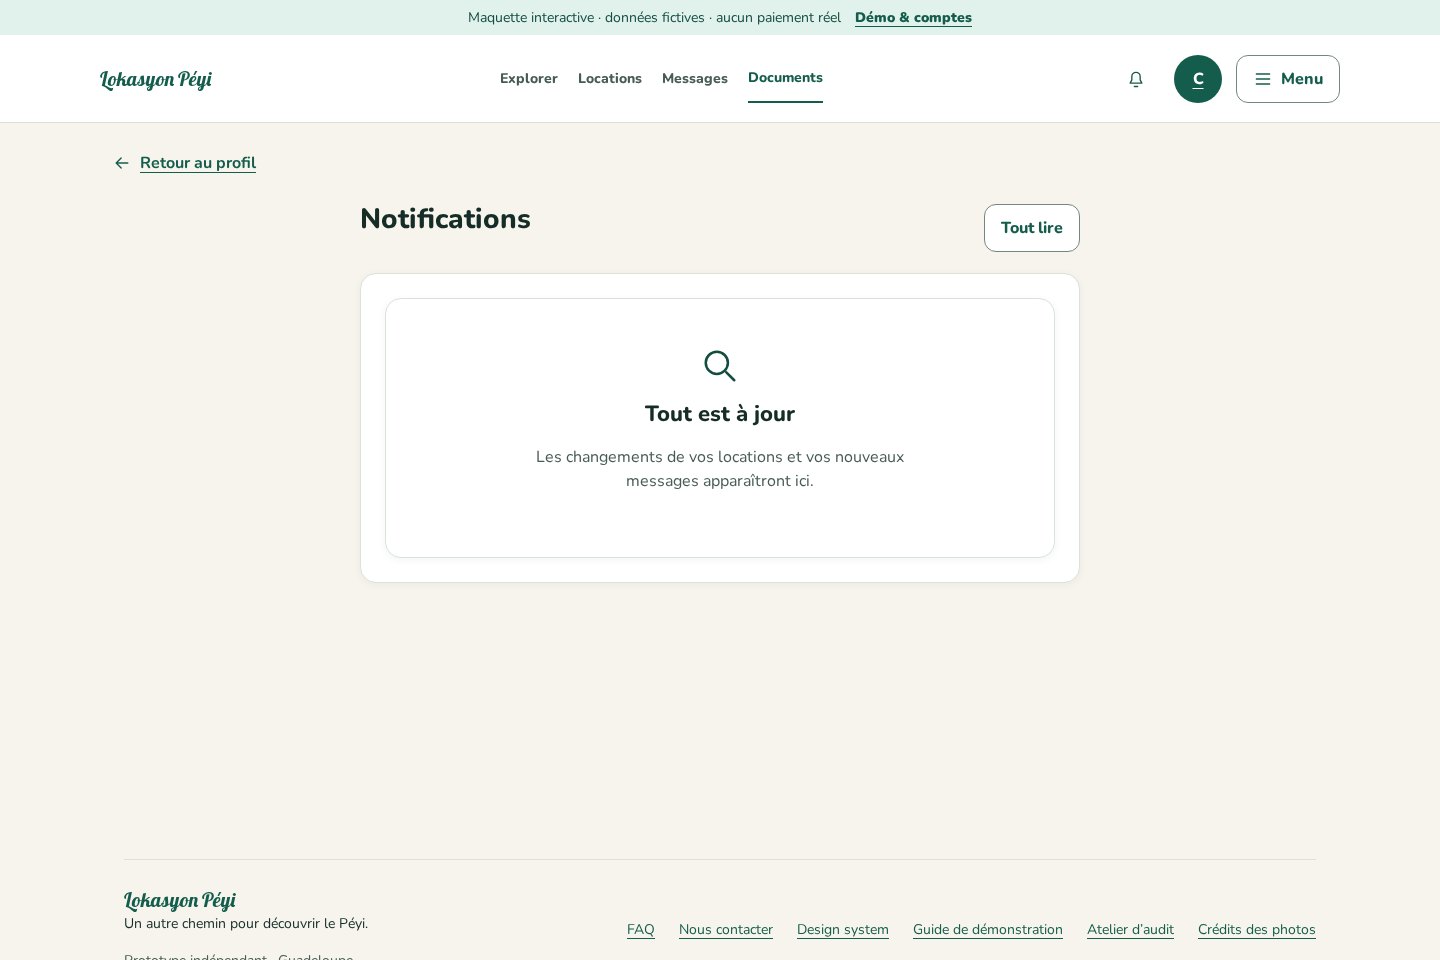 Maquette interactive · données fictives · aucun paiement réel Démo & comptes
Lokasyon Péyi
Explorer Locations Messages Documents
C
Menu
Retour au profil
Notifications
Tout lire
Tout est à jour
Les changements de vos locations et vos nouveaux
messages apparaîtront ici.
Lokasyon Péyi
Un autre chemin pour découvrir le Péyi.
FAQ Nous contacter Design system Guide de démonstration Atelier d’audit Crédits des photos
Prototype indépendant · Guadeloupe